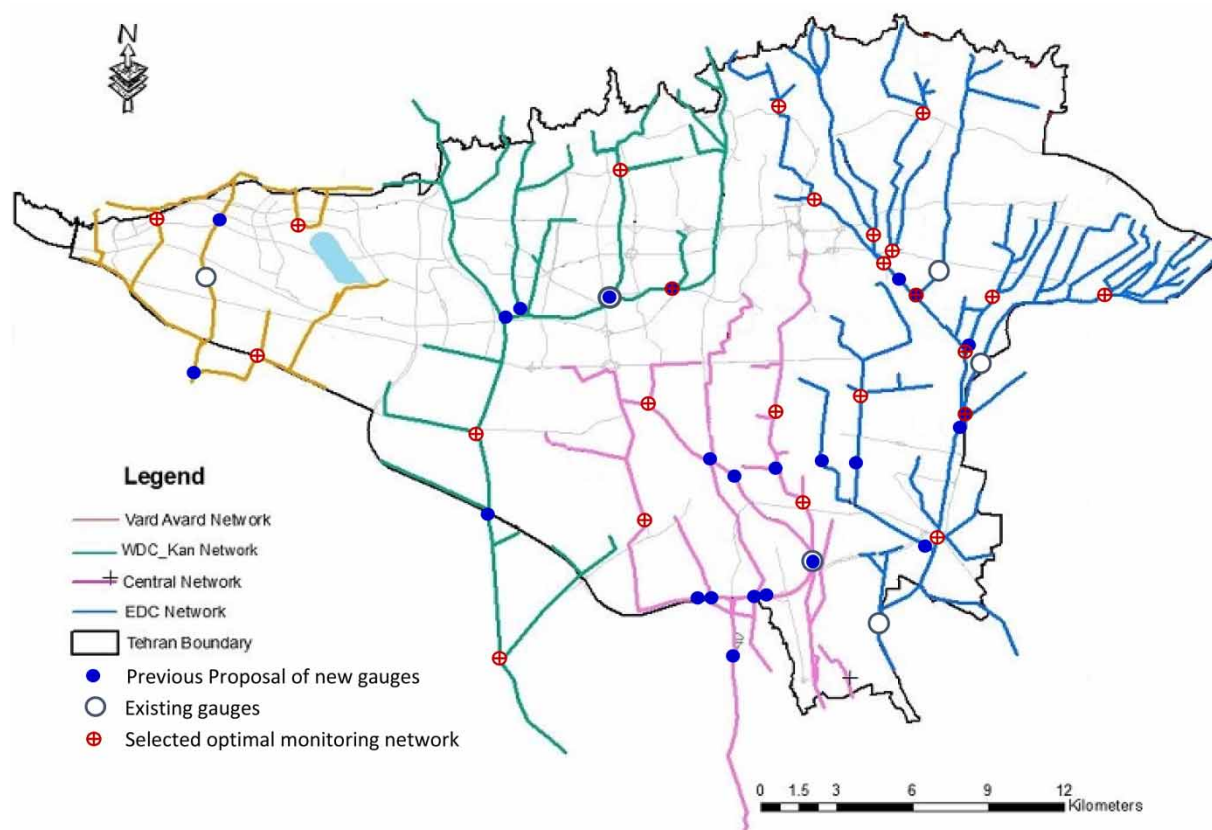 N
Legend
Vard Avard Network
WDC_Kan Network
Central Network
EDC Network
Tehran Boundary
Previous Proposal of new gauges
Existing gauges
Selected optimal monitoring network
0 1.5 3 6 9 12
Kilometers